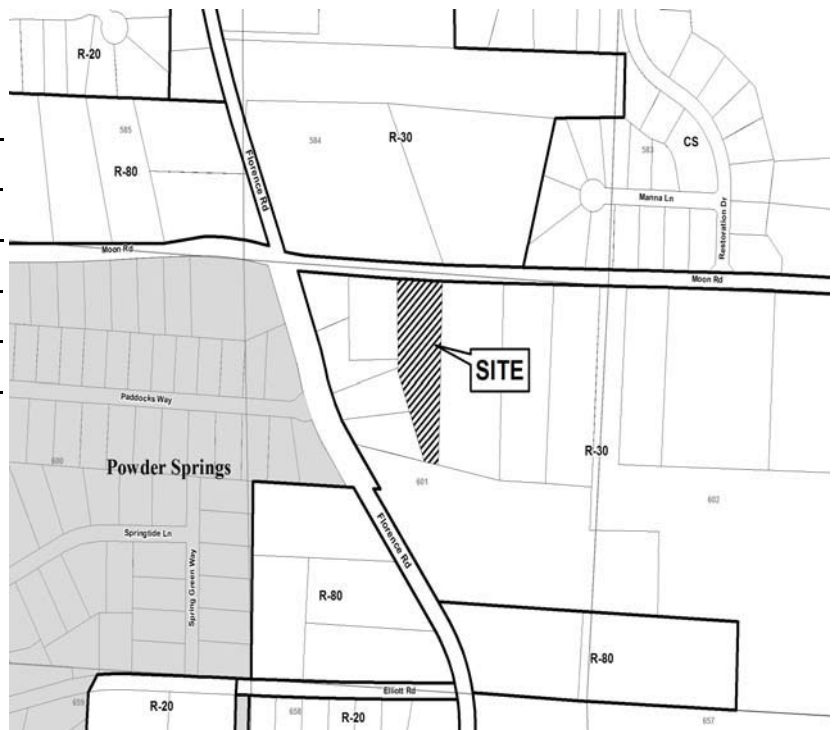 R-20
585
R-80
Florence Rd
584
R-30
583
CS
Manna Ln
Restoration Dr
Moon Rd
Moon Rd
SITE
Paddocks Way
600
Powder Springs
R-30
601
602
Springtide Ln
Spring Green Way
Florence Rd
R-80
R-80
Elliott Rd
659
R-20
658
R-20
657